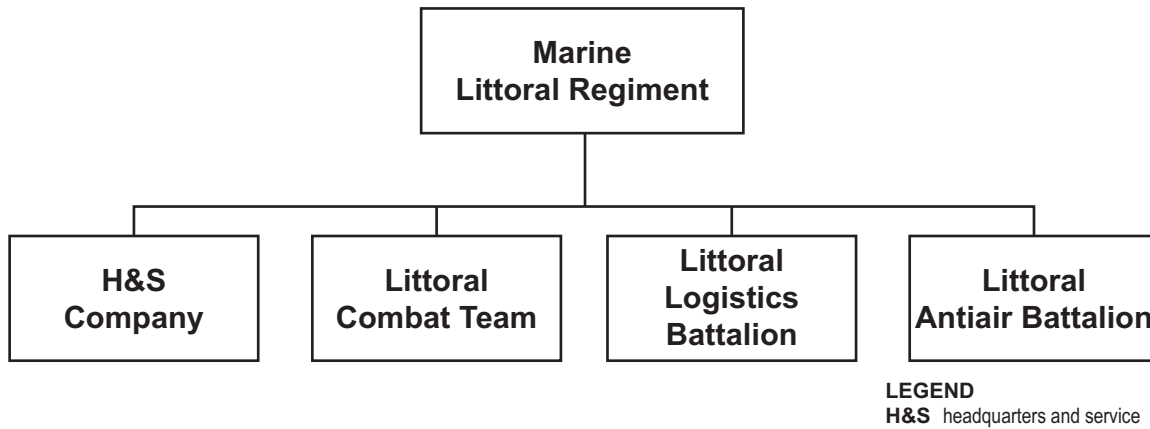 Marine
Littoral Regiment
H&S
Company
Littoral
Combat Team
Littoral
Logistics
Battalion
Littoral
Antiair Battalion
LEGEND
H&S headquarters and service